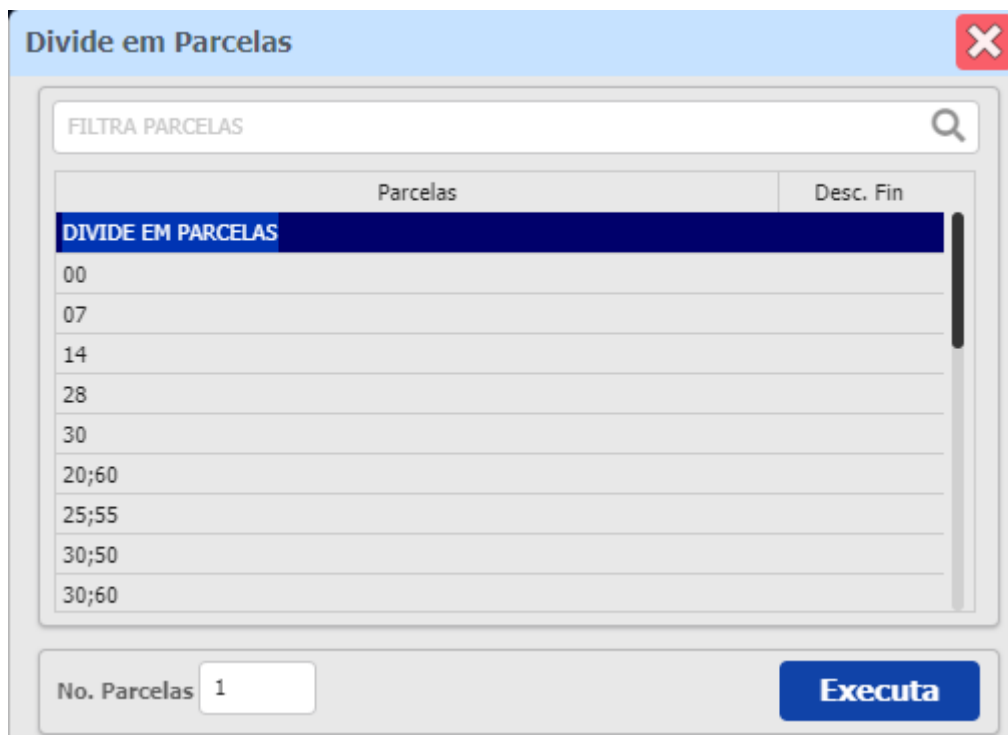 Divide em Parcelas
FILTRA PARCELAS
Parcelas Desc. Fin
DIVIDE EM PARCELAS
00
07
14
28
30
20;60
25;55
30;50
30;60
No. Parcelas 1 Executa